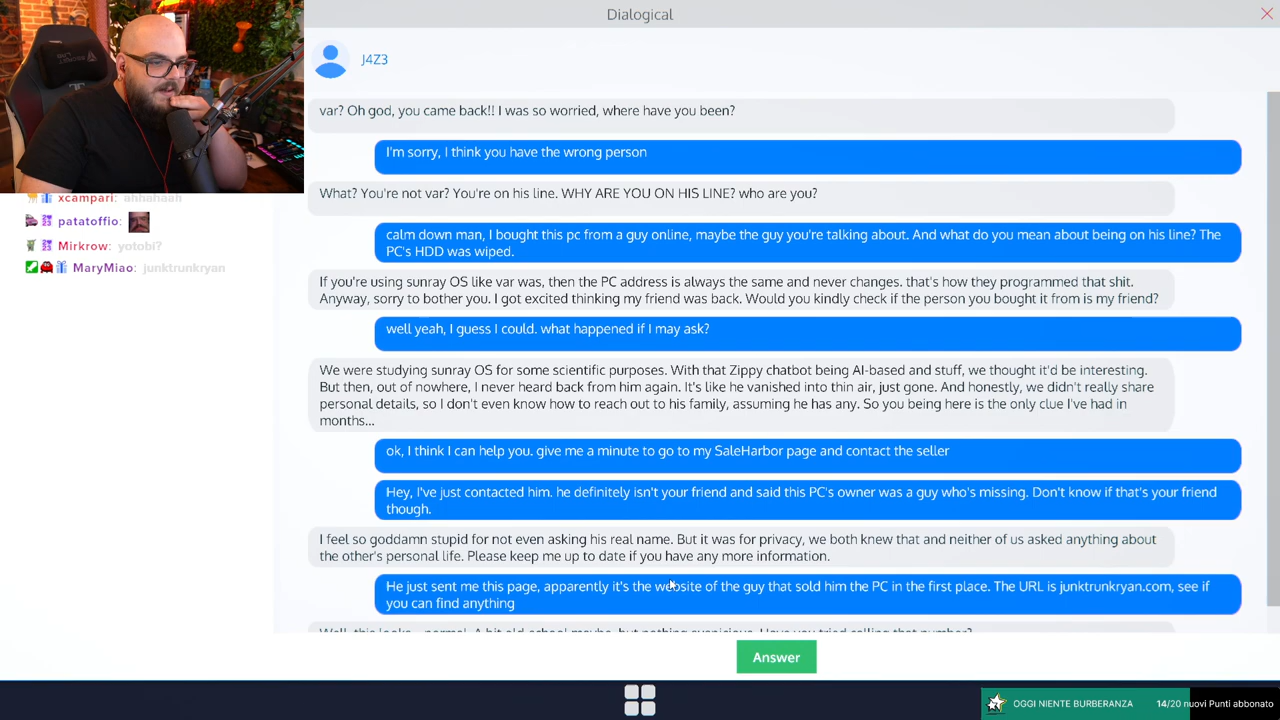 Dialogical
J4Z3
var? Oh god, you came back!! I was so worried, where have you been?
I'm sorry, I think you have the wrong person
What? You're not var? You're on his line. WHY ARE YOU ON HIS LINE? who are you?
calm down man, I bought this pc from a guy online, maybe the guy you're talking about. And what do you mean about being on his line? The
PC's HDD was wiped.
If you're using sunray OS like var was, then the PC address is always the same and never changes. that's how they programmed that shit.
Anyway, sorry to bother you. I got excited thinking my friend was back. Would you kindly check if the person you bought it from is my friend?
well yeah, I guess I could. what happened if I may ask?
We were studying sunray OS for some scientific purposes. With that Zippy chatbot being AI-based and stuff, we thought it'd be interesting.
But then, out of nowhere, I never heard back from him again. It's like he vanished into thin air, just gone. And honestly, we didn't really share
personal details, so I don't even know how to reach out to his family, assuming he has any. So you being here is the only clue I've had in
months...
ok, I think I can help you. give me a minute to go to my SaleHarbor page and contact the seller
Hey, I've just contacted him. he definitely isn't your friend and said this PC's owner was a guy who's missing. Don't know if that's your friend
though.
I feel so goddamn stupid for not even asking his real name. But it was for privacy, we both knew that and neither of us asked anything about
the other's personal life. Please keep me up to date if you have any more information.
He just sent me this page, apparently it's the website of the guy that sold him the PC in the first place. The URL is junktrunkryan.com, see if
you can find anything
Well, this looks... normal. A bit old-school maybe, but nothing suspicious. Have you tried calling that number?
Answer
xcampari: ahhahaah
patatoffio:
Mirkrow: yotobi?
MaryMiao: junktrunkryan
OGGI NIENTE BURBERANZA 14/20 nuovi Punti abbonato